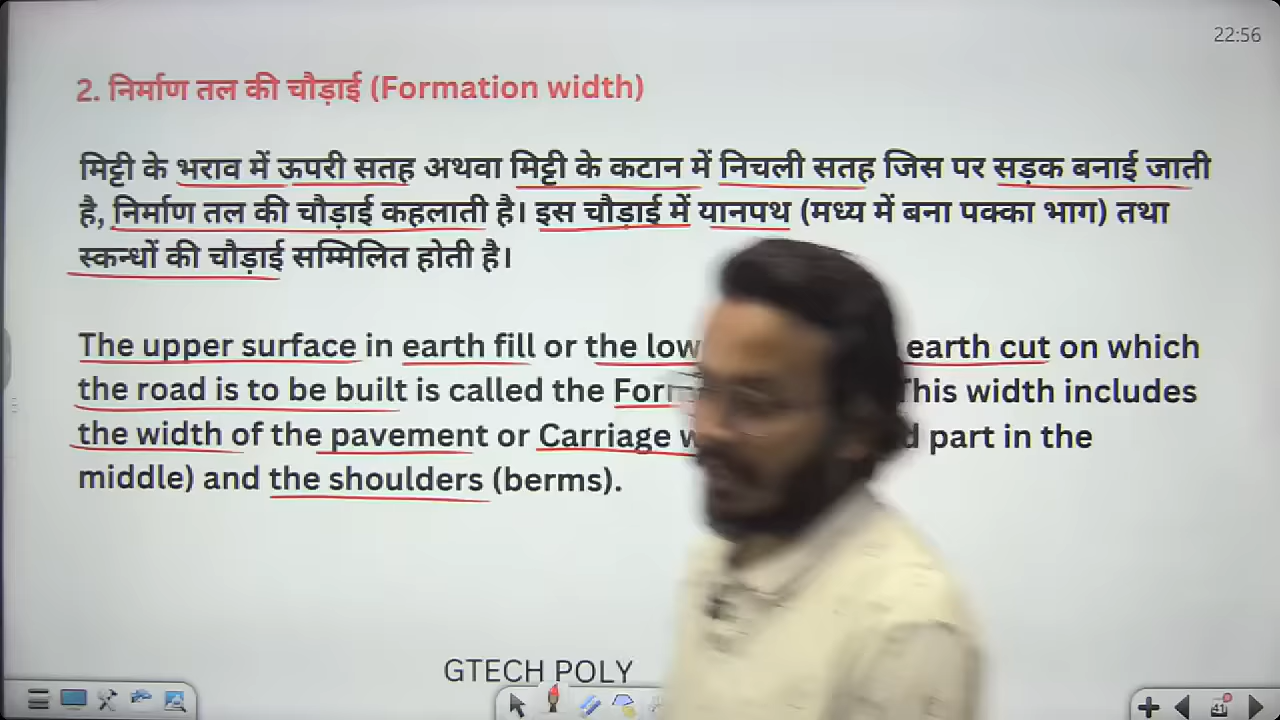 22:56
2. निर्माण तल की चौड़ाई (Formation width)
मिट्टी के भराव में ऊपरी सतह अथवा मिट्टी के कटान में निचली सतह जिस पर सड़क बनाई जाती
है, निर्माण तल की चौड़ाई कहलाती है। इस चौड़ाई में यानपथ (मध्य में बना पक्का भाग) तथा
स्कन्धों की चौड़ाई सम्मिलित होती है।
The upper surface in earth fill or the earth cut on which
the road is to be built is called the This width includes
the width of the pavement or Carriage part in the
middle) and the shoulders (berms).
GTECH POLY
41